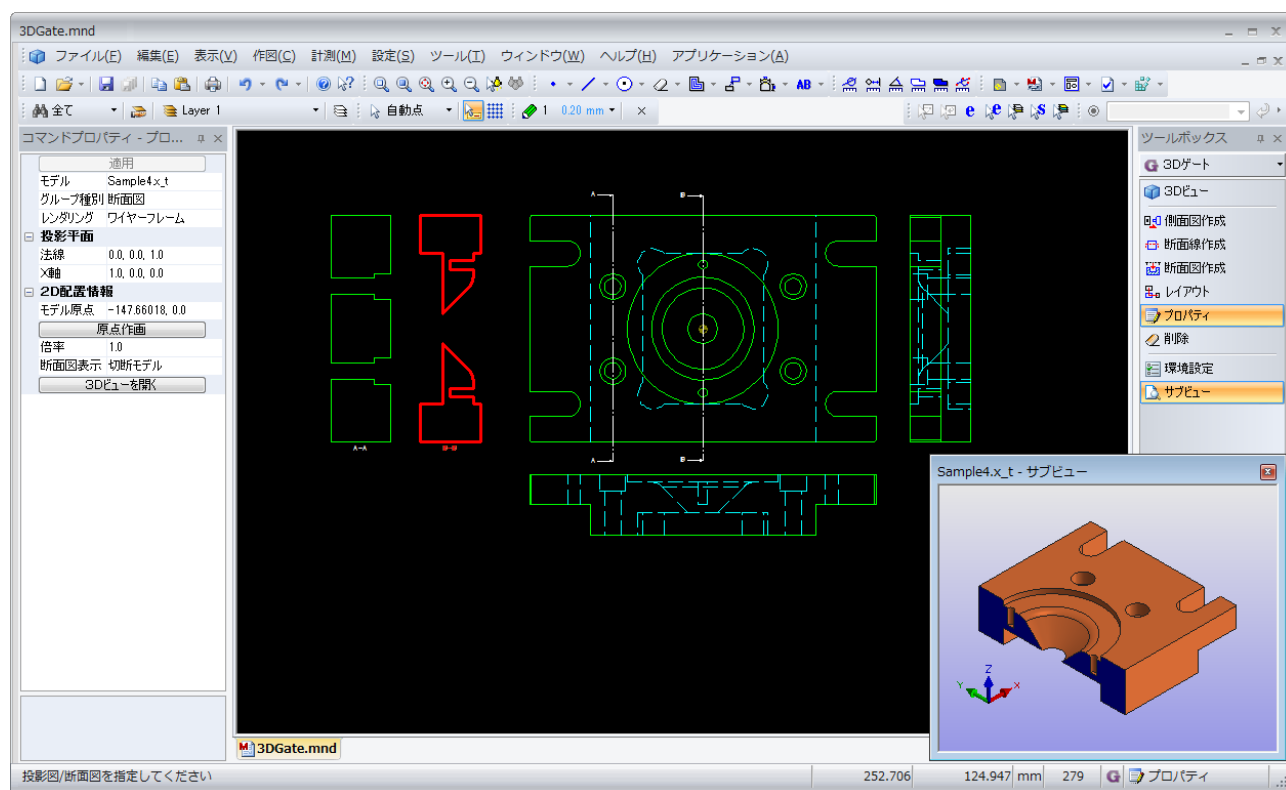 3DGate.mnd
ファイル(F) 編集(E) 表示(V) 作図(C) 計測(M) 設定(S) ツール(T) ウィンドウ(W) ヘルプ(H) アプリケーション(A)
AB
全て Layer 1 自動点 1 0.20 mm
コマンドプロパティ - プロ...
適用
モデル Sample4.x_t
グループ種別 断面図
レンダリング ワイヤーフレーム
投影平面
法線 0.0, 0.0, 1.0
X軸 1.0, 0.0, 0.0
2D配置情報
モデル原点 -147.66018, 0.0
原点作画
倍率 1.0
断面図表示 切断モデル
3Dビューを開く
A B
A B
A-A B-B
ツールボックス
3Dゲート
3Dビュー
側面図作成
断面線作成
断面図作成
レイアウト
プロパティ
削除
環境設定
サブビュー
Sample4.x_t - サブビュー
Z
Y X
3DGate.mnd
投影図/断面図を指定してください 252.706 124.947 mm 279 G プロパティ